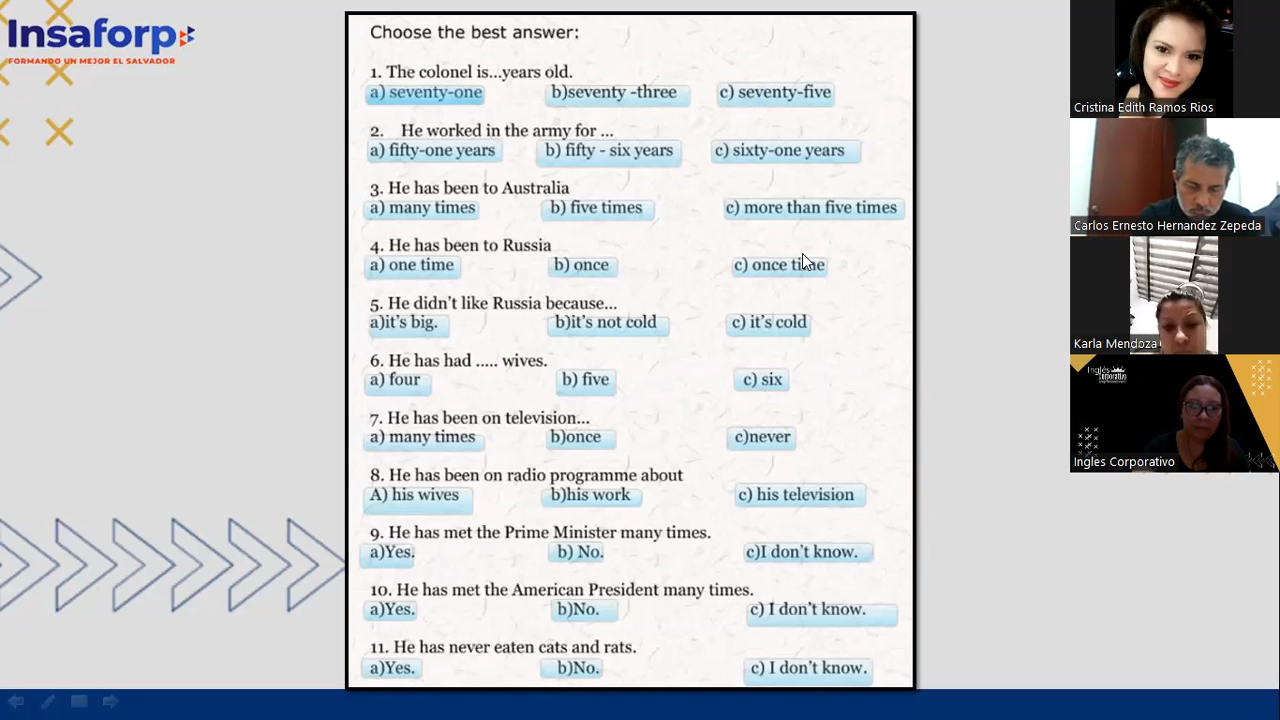 Insaforp
FORMANDO UN MEJOR EL SALVADOR
Choose the best answer:
1. The colonel is...years old.
a) seventy-one b)seventy -three c) seventy-five
2. He worked in the army for ...
a) fifty-one years b) fifty - six years c) sixty-one years
3. He has been to Australia
a) many times b) five times c) more than five times
4. He has been to Russia
a) one time b) once c) once time
5. He didn't like Russia because...
a)it's big. b)it's not cold c) it's cold
6. He has had ..... wives.
a) four b) five c) six
7. He has been on television...
a) many times b)once c)never
8. He has been on radio programme about
A) his wives b)his work c) his television
9. He has met the Prime Minister many times.
a)Yes. b) No. c)I don't know.
10. He has met the American President many times.
a)Yes. b)No. c) I don't know.
11. He has never eaten cats and rats.
a)Yes. b)No. c) I don't know.
Cristina Edith Ramos Rios
Carlos Ernesto Hernandez Zepeda
Karla Mendoza
Inglés
Corporativo
Ingles Corporativo